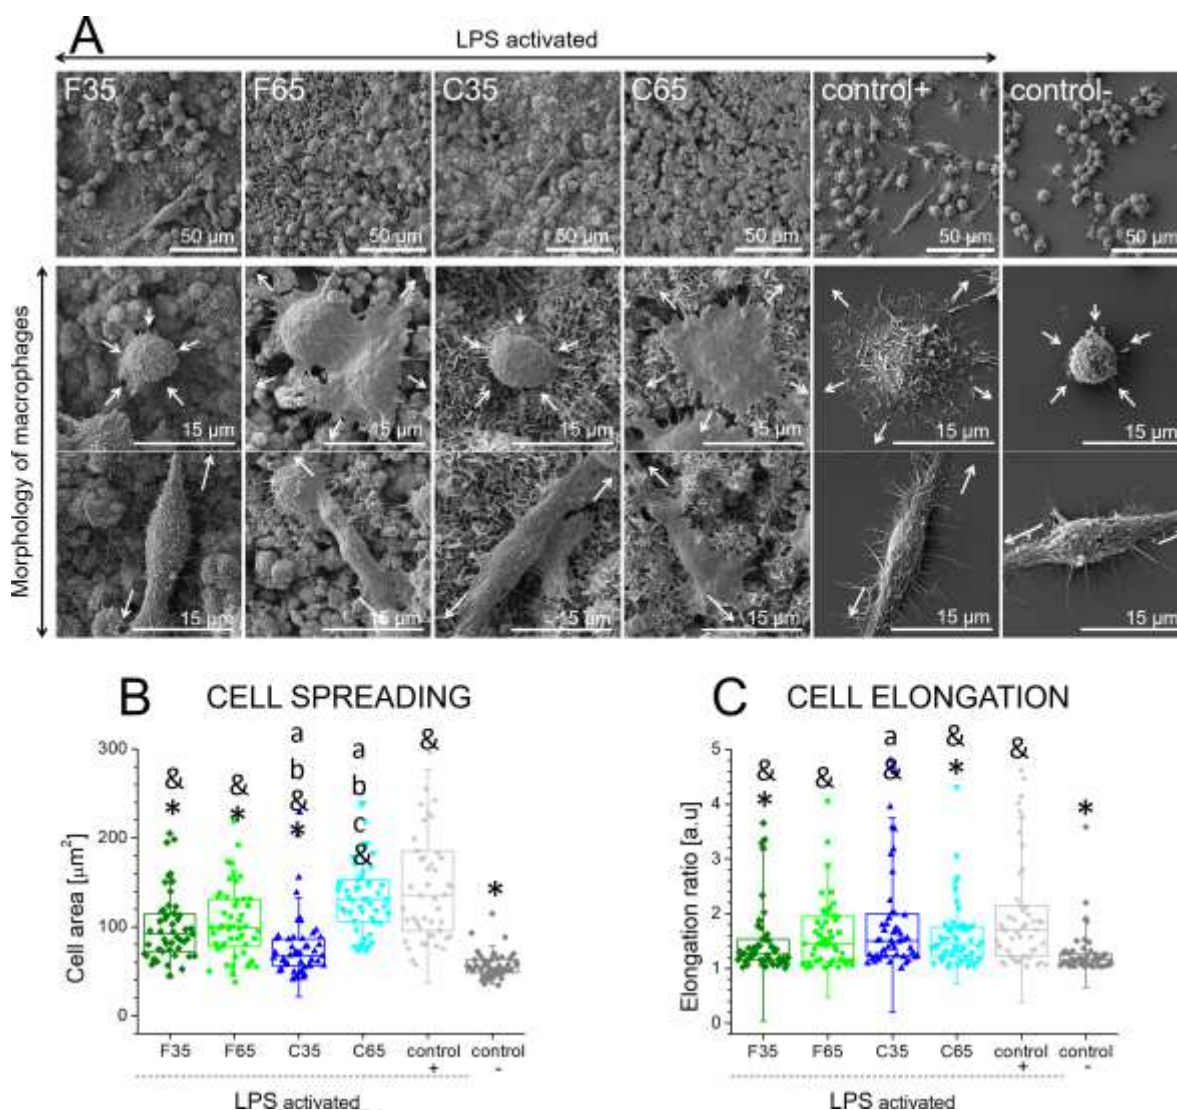 A
LPS activated
F35 F65 C35 C65 control+ control-
50 µm 50 µm 50 µm 50 µm 50 µm 50 µm
Morphology of macrophages
15 µm 15 µm 15 µm 15 µm 15 µm 15 µm
15 µm 15 µm 15 µm 15 µm 15 µm 15 µm
B CELL SPREADING
Cell area [µm²]
300
200
100
0
& *
& *
a b & *
a b c &
&
*
F35 F65 C35 C65 control + control -
LPS activated
C CELL ELONGATION
Elongation ratio [a.u]
5
4
3
2
1
0
& *
&
a &
& *
&
*
F35 F65 C35 C65 control + control -
LPS activated